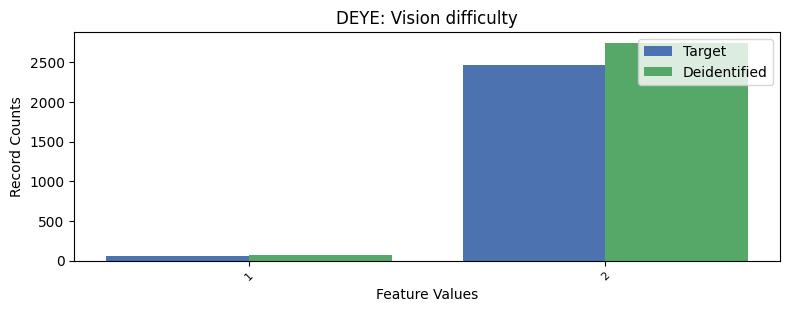 DEYE: Vision difficulty
Target
Deidentified
Record Counts
2500
2000
1500
1000
500
0
1
2
Feature Values